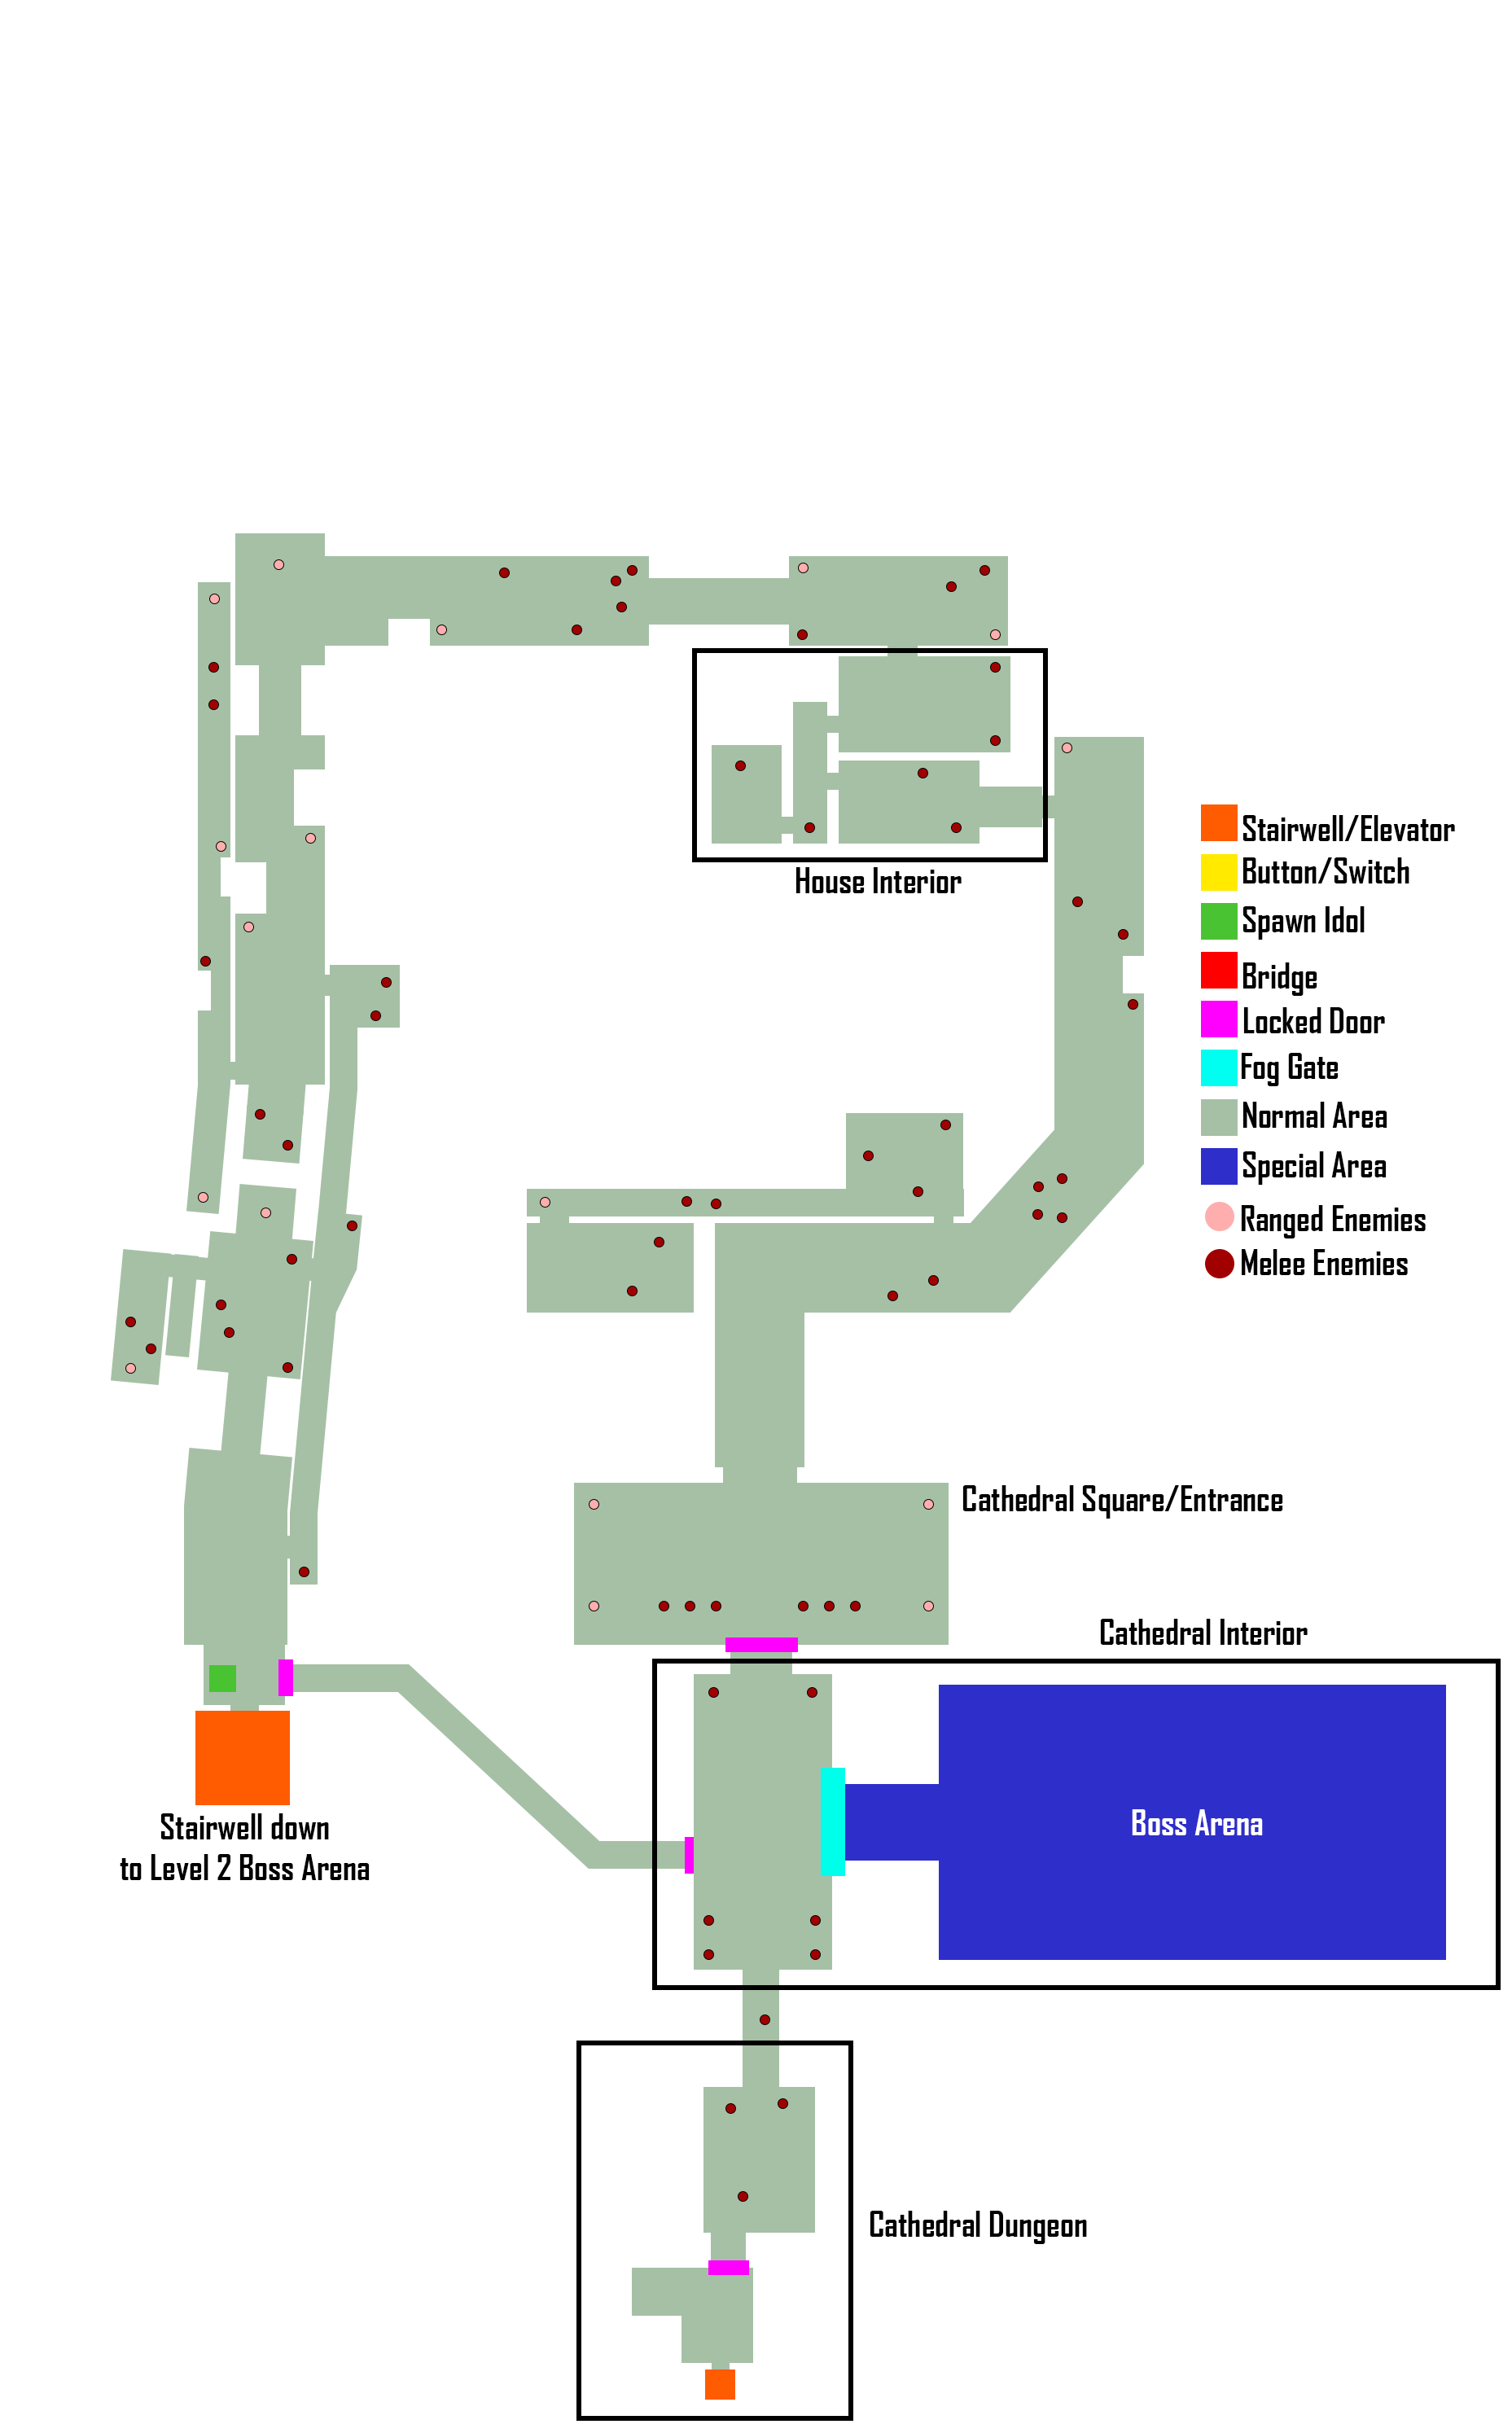 Stairwell/Elevator
Button/Switch
House Interior
Spawn Idol
Bridge
Locked Door
Fog Gate
Normal Area
Special Area
Ranged Enemies
Melee Enemies
Cathedral Square/Entrance
Cathedral Interior
Boss Arena
Stairwell down
to Level 2 Boss Arena
Cathedral Dungeon